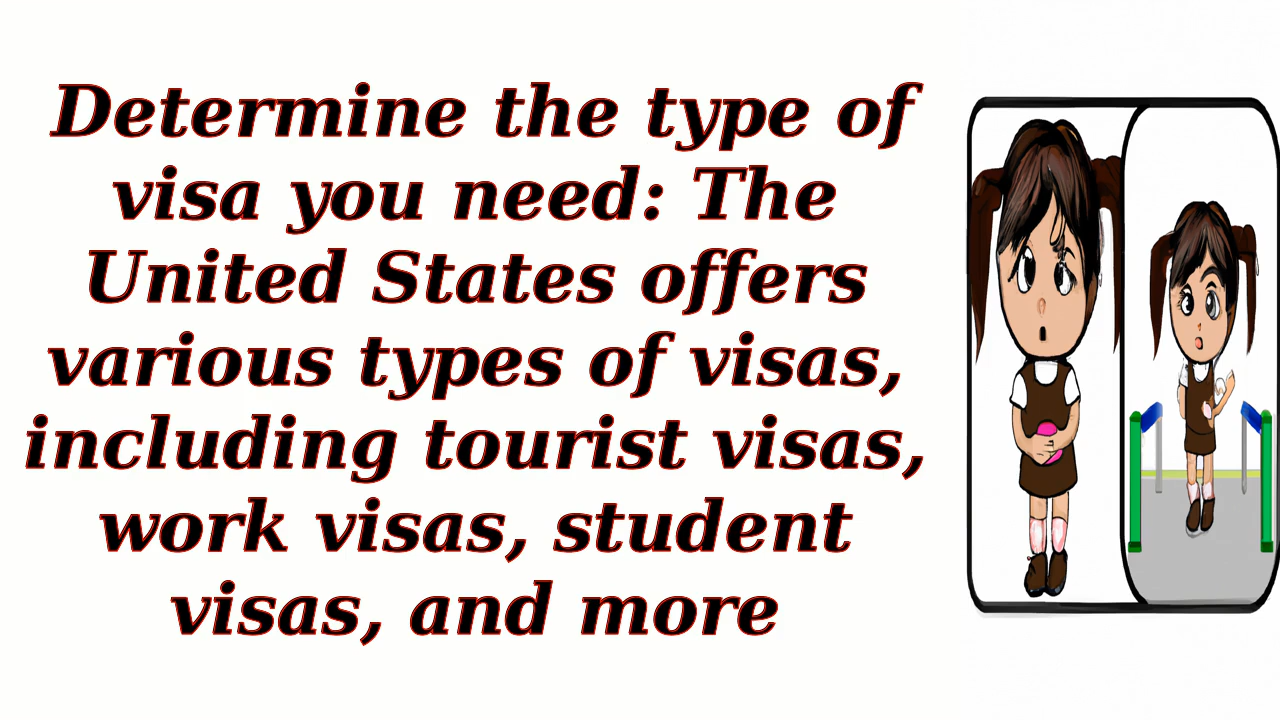 Determine the type of
visa you need: The
United States offers
various types of visas,
including tourist visas,
work visas, student
visas, and more